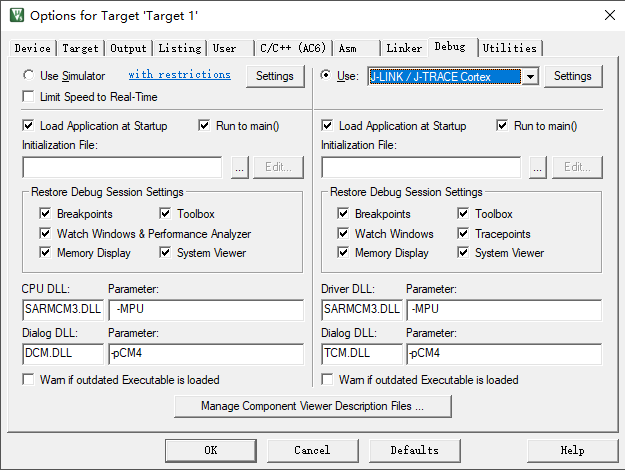 Options for Target 'Target 1'
Device Target Output Listing User C/C++ (AC6) Asm Linker Debug Utilities
Use Simulator with restrictions Settings
Limit Speed to Real-Time
Use: J-LINK / J-TRACE Cortex Settings
Load Application at Startup Run to main()
Initialization File:
... Edit...
Restore Debug Session Settings
Breakpoints Toolbox
Watch Windows & Performance Analyzer
Memory Display System Viewer
Load Application at Startup Run to main()
Initialization File:
... Edit...
Restore Debug Session Settings
Breakpoints Toolbox
Watch Windows Tracepoints
Memory Display System Viewer
CPU DLL: Parameter:
SARMCM3.DLL -MPU
Dialog DLL: Parameter:
DCM.DLL -pCM4
Warn if outdated Executable is loaded
Driver DLL: Parameter:
SARMCM3.DLL -MPU
Dialog DLL: Parameter:
TCM.DLL -pCM4
Warn if outdated Executable is loaded
Manage Component Viewer Description Files ...
OK Cancel Defaults Help